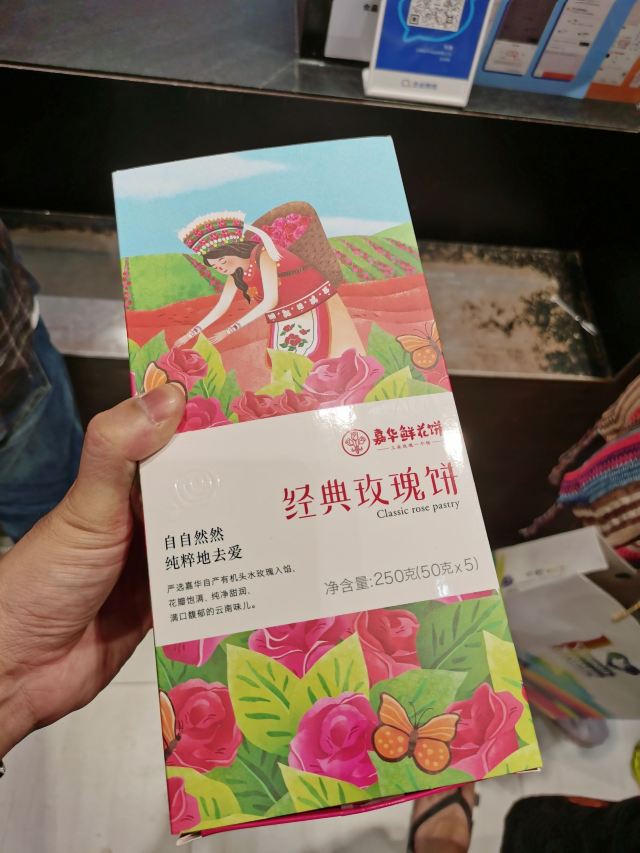 嘉华鲜花饼
经典玫瑰饼
Classic rose pastry
自自然然
纯粹地去爱
净含量:250克(50克x5)
严选嘉华自产有机头水玫瑰入馅、
花瓣饱满、纯净甜润、
满口馥郁的云南味儿。